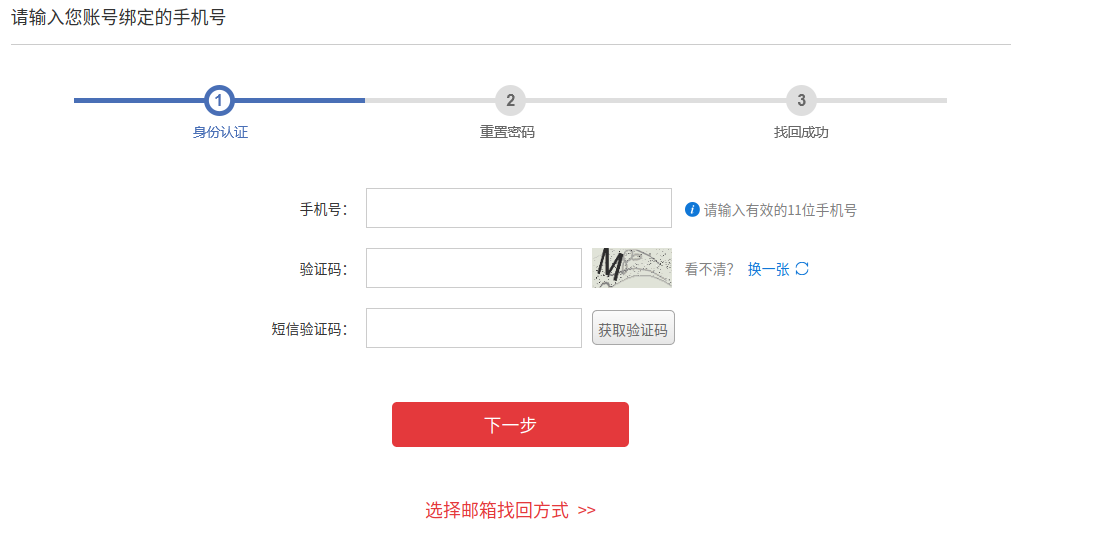 请输入您账号绑定的手机号
1 2 3
身份认证 重置密码 找回成功
手机号： 请输入有效的11位手机号
验证码： 看不清？ 换一张
短信验证码： 获取验证码
下一步
选择邮箱找回方式 >>